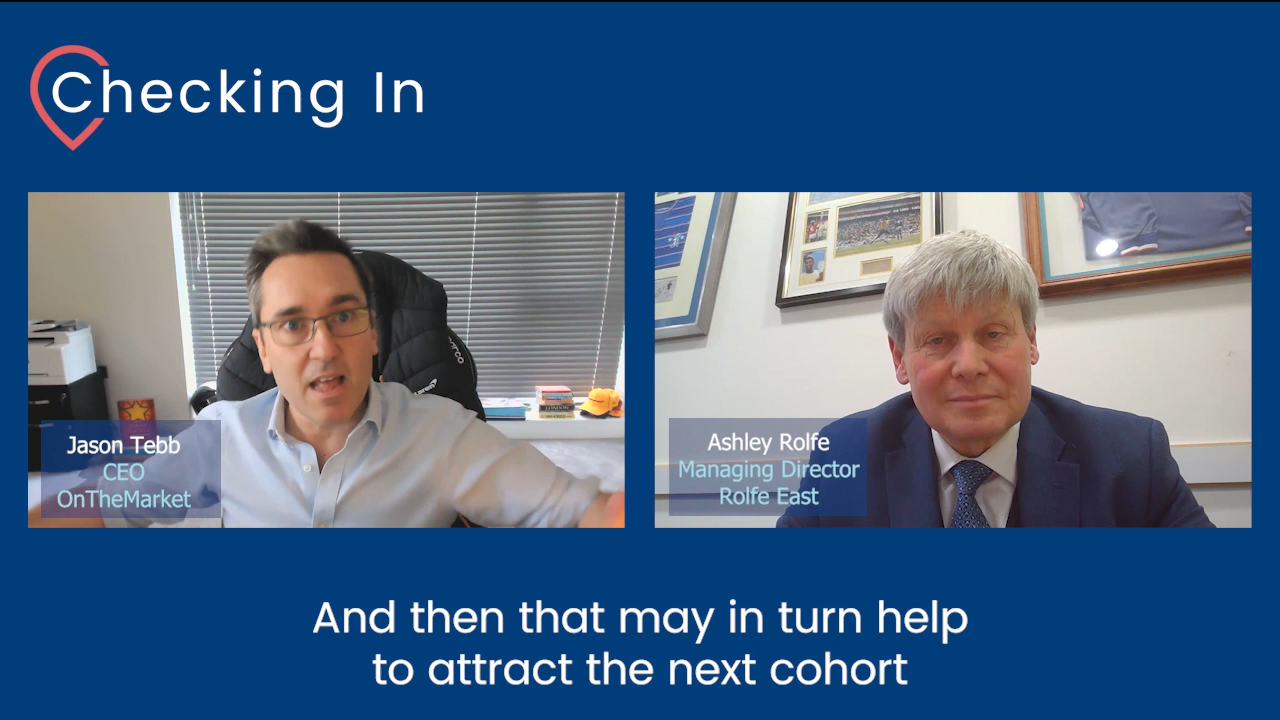 Checking In
Jason Tebb
CEO
OnTheMarket
Ashley Rolfe
Managing Director
Rolfe East
And then that may in turn help
to attract the next cohort